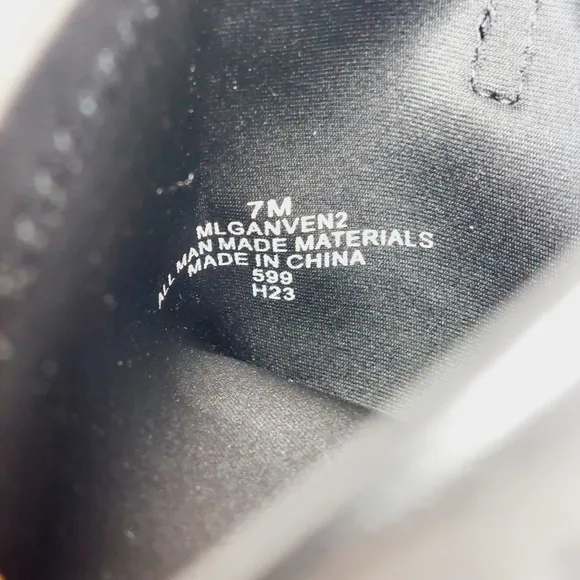 7M
MLGANVEN2
ALL MAN MADE MATERIALS
MADE IN CHINA
599
H23